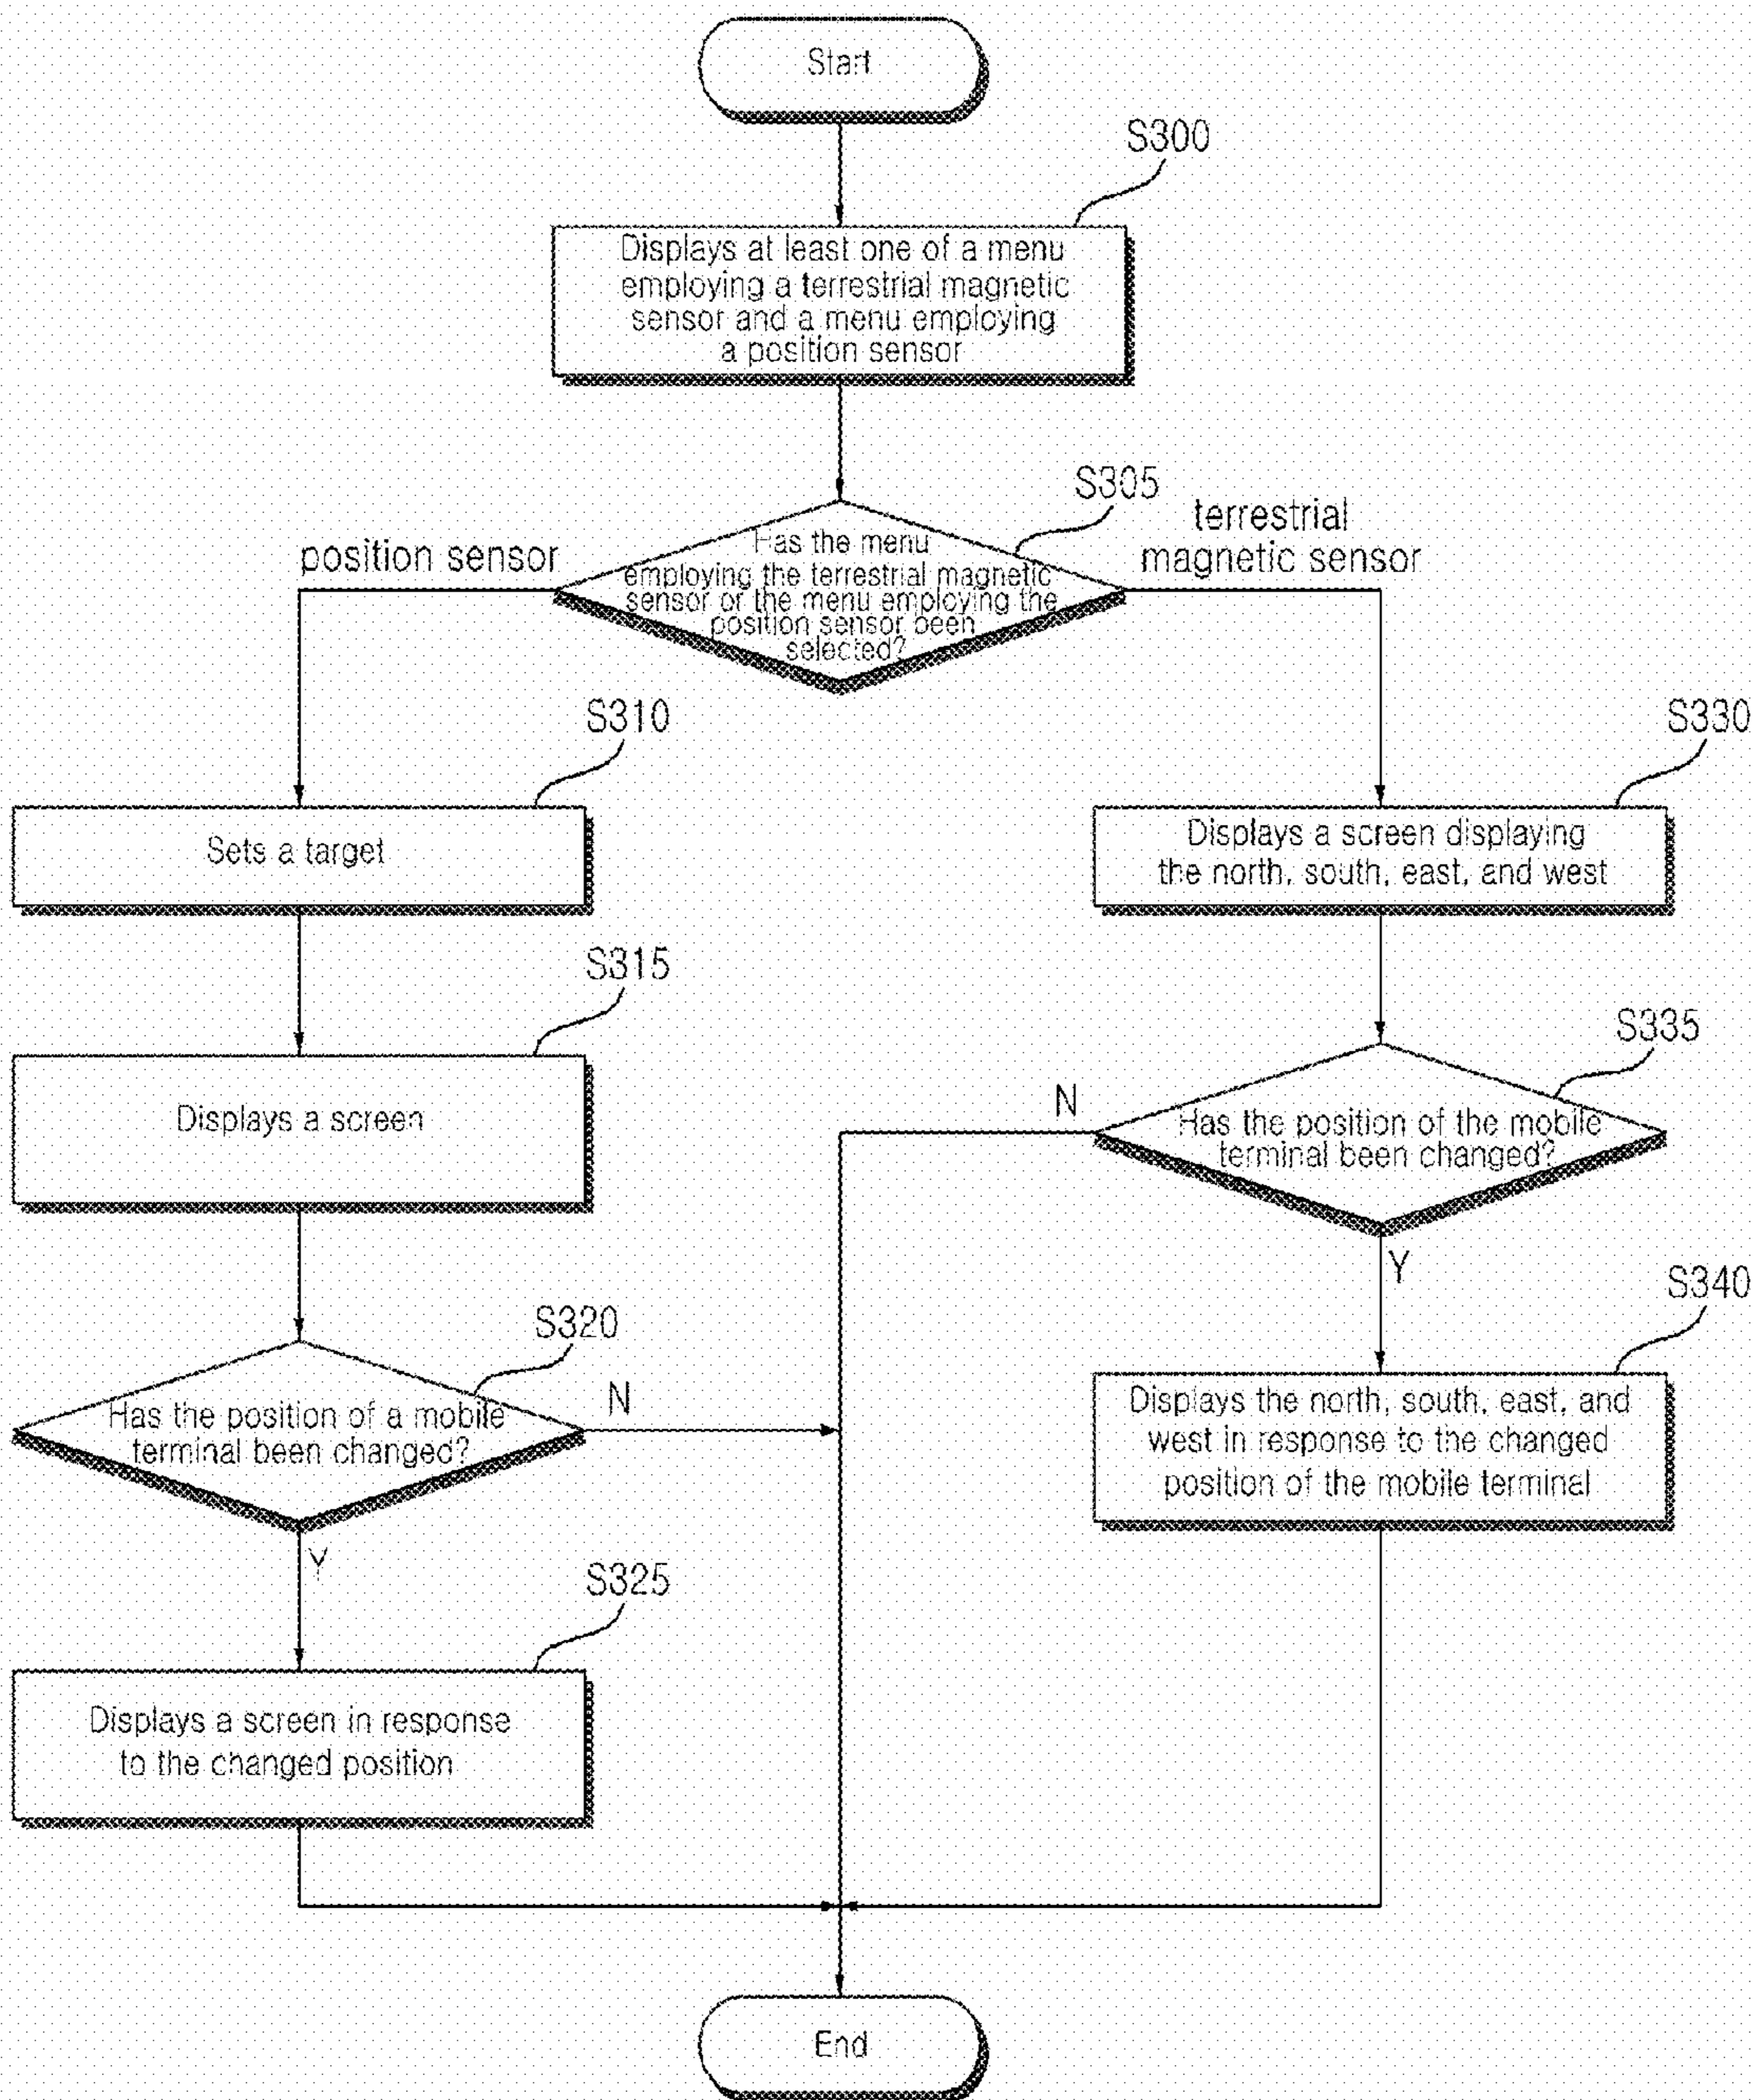 Start
S300
Displays at least one of a menu
employing a terrestrial magnetic
sensor and a menu employing
a position sensor
S305
position sensor
terrestrial
magnetic sensor
Has the menu
employing the terrestrial magnetic
sensor or the menu employing the
position sensor been
selected?
S310
S330
Sets a target
Displays a screen displaying
the north, south, east, and west
S315
S335
Displays a screen
N
Has the position of the mobile
terminal been changed?
Y
S340
S320
N
Has the position of a mobile
terminal been changed?
Displays the north, south, east, and
west in response to the changed
position of the mobile terminal
Y
S325
Displays a screen in response
to the changed position
End